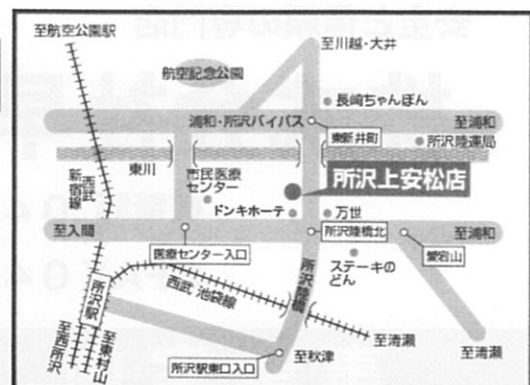 至航空公園駅
至川越・大井
航空記念公園
長崎ちゃんぽん
浦和・所沢バイパス
至浦和
東新井町
所沢陸運局
西武
新宿線
東川
市民医療
センター
所沢上安松店
ドンキホーテ
万世
至入間
所沢陸橋北
至浦和
医療センター入口
愛宕山
所沢陸橋
ステーキの
どん
西武 池袋線
所沢駅
至清瀬
至清瀬
至西所沢
至東村山
所沢駅東口入口
至秋津